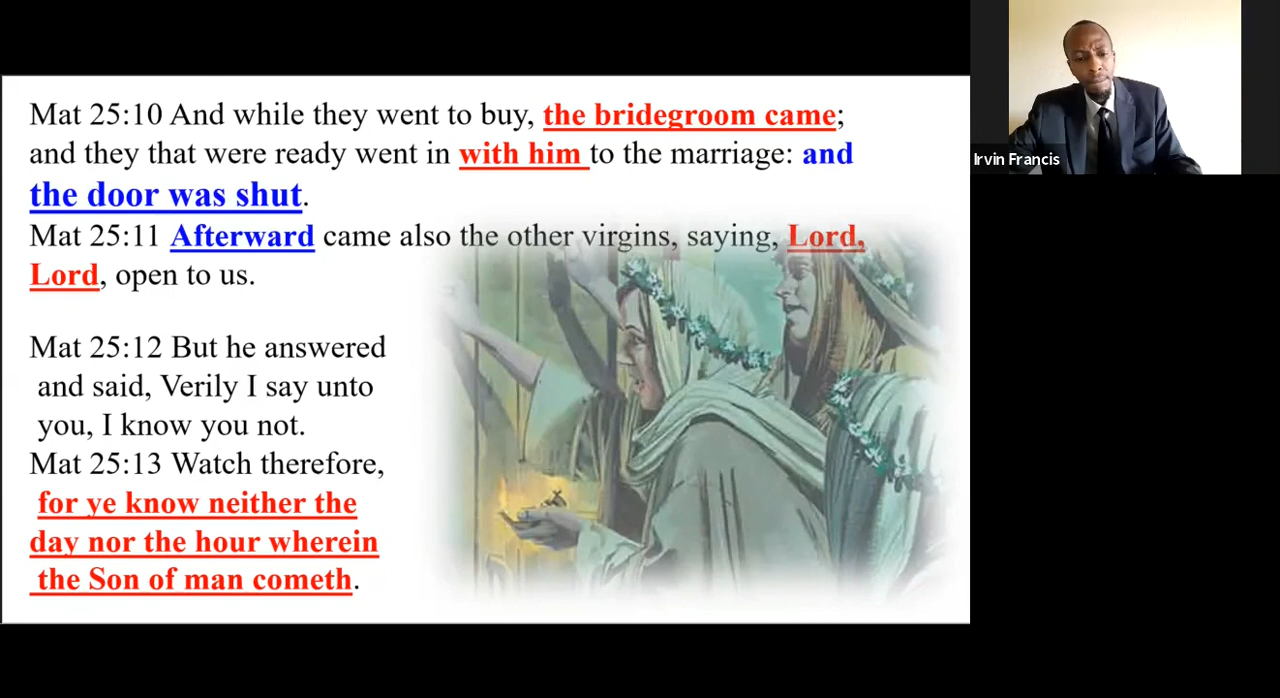 Mat 25:10 And while they went to buy, the bridegroom came;
and they that were ready went in with him to the marriage: and
the door was shut.
Mat 25:11 Afterward came also the other virgins, saying, Lord,
Lord, open to us.
Mat 25:12 But he answered
and said, Verily I say unto
you, I know you not.
Mat 25:13 Watch therefore,
for ye know neither the
day nor the hour wherein
the Son of man cometh.
Irvin Francis